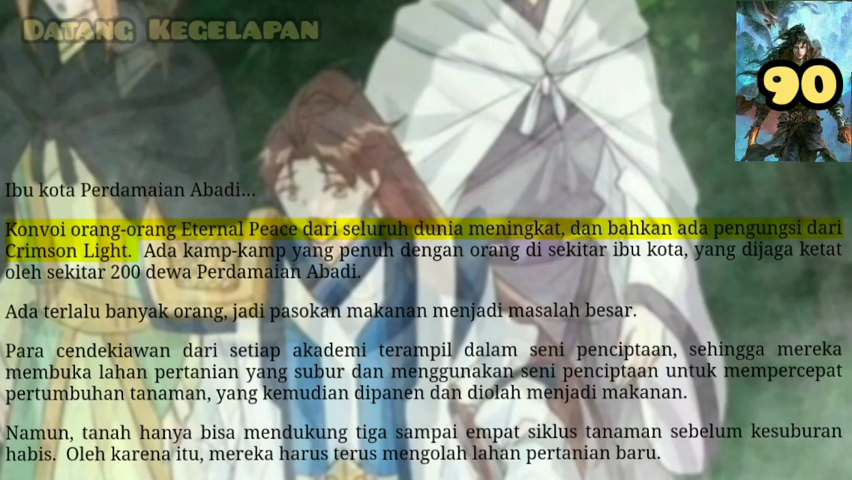 Datang Kegelapan
90
Ibu kota Perdamaian Abadi...
Konvoi orang-orang Eternal Peace dari seluruh dunia meningkat, dan bahkan ada pengungsi dari
Crimson Light.  Ada kamp-kamp yang penuh dengan orang di sekitar ibu kota, yang dijaga ketat
oleh sekitar 200 dewa Perdamaian Abadi.
Ada terlalu banyak orang, jadi pasokan makanan menjadi masalah besar.
Para cendekiawan dari setiap akademi terampil dalam seni penciptaan, sehingga mereka
membuka lahan pertanian yang subur dan menggunakan seni penciptaan untuk mempercepat
pertumbuhan tanaman, yang kemudian dipanen dan diolah menjadi makanan.
Namun, tanah hanya bisa mendukung tiga sampai empat siklus tanaman sebelum kesuburan
habis.  Oleh karena itu, mereka harus terus mengolah lahan pertanian baru.